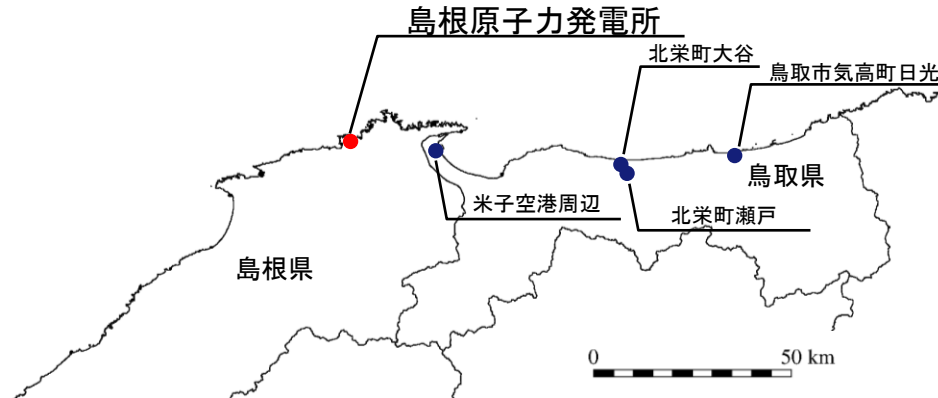 島根原子力発電所
北栄町大谷
鳥取市気高町日光
鳥取県
米子空港周辺
北栄町瀬戸
島根県
0
50 km